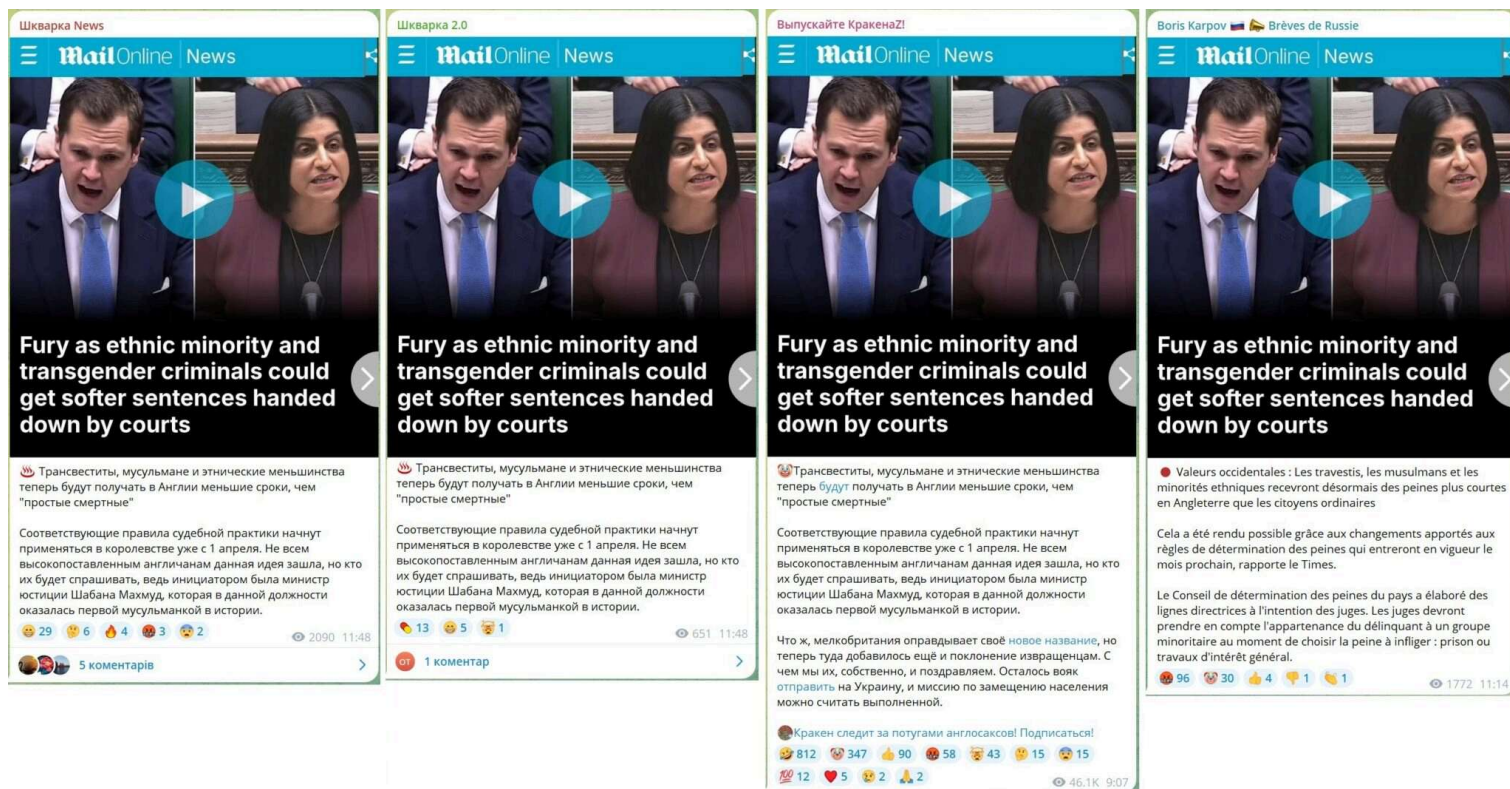 Шкварка News
MailOnline News
Fury as ethnic minority and
transgender criminals could
get softer sentences handed
down by courts
Трансвеститы, мусульмане и этнические меньшинства
теперь будут получать в Англии меньшие сроки, чем
"простые смертные"
Соответствующие правила судебной практики начнут
применяться в королевстве уже с 1 апреля. Не всем
высокопоставленным англичанам данная идея зашла, но кто
их будет спрашивать, ведь инициатором была министр
юстиции Шабана Махмуд, которая в данной должности
оказалась первой мусульманкой в истории.
29 6 4 3 2
2090 11:48
5 коментарів
Шкварка 2.0
MailOnline News
Fury as ethnic minority and
transgender criminals could
get softer sentences handed
down by courts
Трансвеститы, мусульмане и этнические меньшинства
теперь будут получать в Англии меньшие сроки, чем
"простые смертные"
Соответствующие правила судебной практики начнут
применяться в королевстве уже с 1 апреля. Не всем
высокопоставленным англичанам данная идея зашла, но кто
их будет спрашивать, ведь инициатором была министр
юстиции Шабана Махмуд, которая в данной должности
оказалась первой мусульманкой в истории.
13 5 1
651 11:48
ОТ 1 коментар
Выпускайте КракенаZ!
MailOnline News
Fury as ethnic minority and
transgender criminals could
get softer sentences handed
down by courts
Трансвеститы, мусульмане и этнические меньшинства
теперь будут получать в Англии меньшие сроки, чем
"простые смертные"
Соответствующие правила судебной практики начнут
применяться в королевстве уже с 1 апреля. Не всем
высокопоставленным англичанам данная идея зашла, но кто
их будет спрашивать, ведь инициатором была министр
юстиции Шабана Махмуд, которая в данной должности
оказалась первой мусульманкой в истории.
Что ж, мелкобритания оправдывает своё новое название, но
теперь туда добавилось ещё и поклонение извращенцам. С
чем мы их, собственно, и поздравляем. Осталось вояк
отправить на Украину, и миссию по замещению населения
можно считать выполненной.
Кракен следит за потугами англосаксов! Подписаться!
812 347 90 58 43 15 15
100 12 5 2 2
46.1K 9:07
Boris Karpov Brèves de Russie
MailOnline News
Fury as ethnic minority and
transgender criminals could
get softer sentences handed
down by courts
Valeurs occidentales : Les travestis, les musulmans et les
minorités ethniques recevront désormais des peines plus courtes
en Angleterre que les citoyens ordinaires
Cela a été rendu possible grâce aux changements apportés aux
règles de détermination des peines qui entreront en vigueur le
mois prochain, rapporte le Times.
Le Conseil de détermination des peines du pays a élaboré des
lignes directrices à l'intention des juges. Les juges devront
prendre en compte l'appartenance du délinquant à un groupe
minoritaire au moment de choisir la peine à infliger : prison ou
travaux d'intérêt général.
96 30 4 1 1
1772 11:14